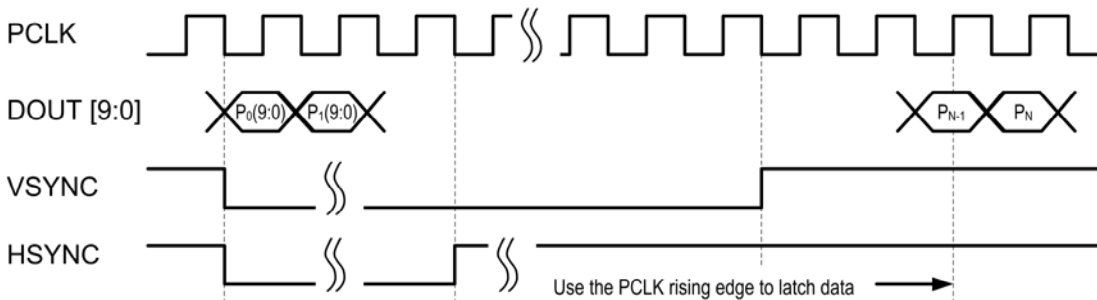 PCLK
DOUT [9:0]
P₀(9:0) P₁(9:0) Pₙ₋₁ Pₙ
VSYNC
HSYNC
Use the PCLK rising edge to latch data